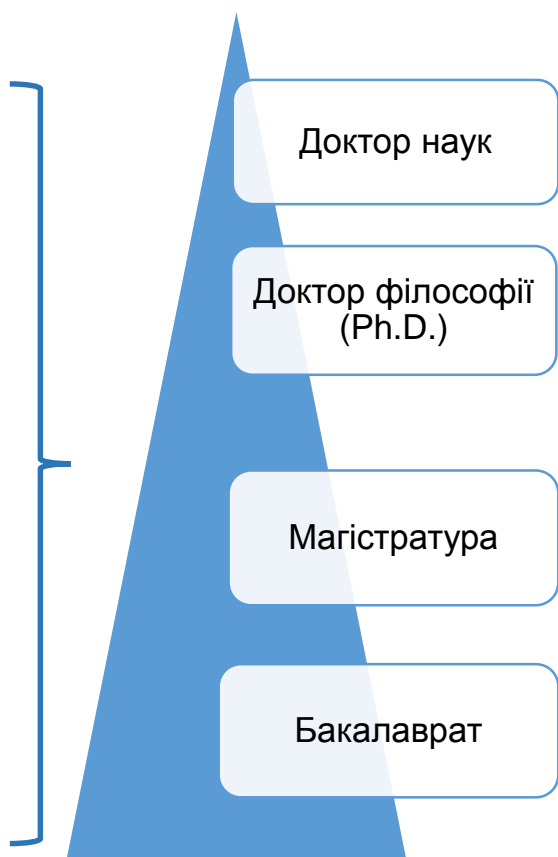 Доктор наук
Доктор філософії
(Ph.D.)
Магістратура
Бакалаврат